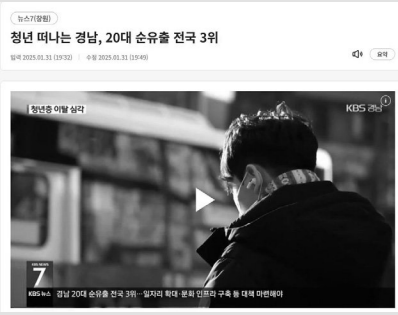 뉴스7(창원)
청년 떠나는 경남, 20대 순유출 전국 3위
입력 2025.01.31 (19:32) 수정 2025.01.31 (19:49)
요약
청년층 이탈 심각
KBS 경남
KBS NEWS
7
KBS 뉴스 경남 20대 순유출 전국 3위…일자리 확대·문화 인프라 구축 등 대책 마련해야